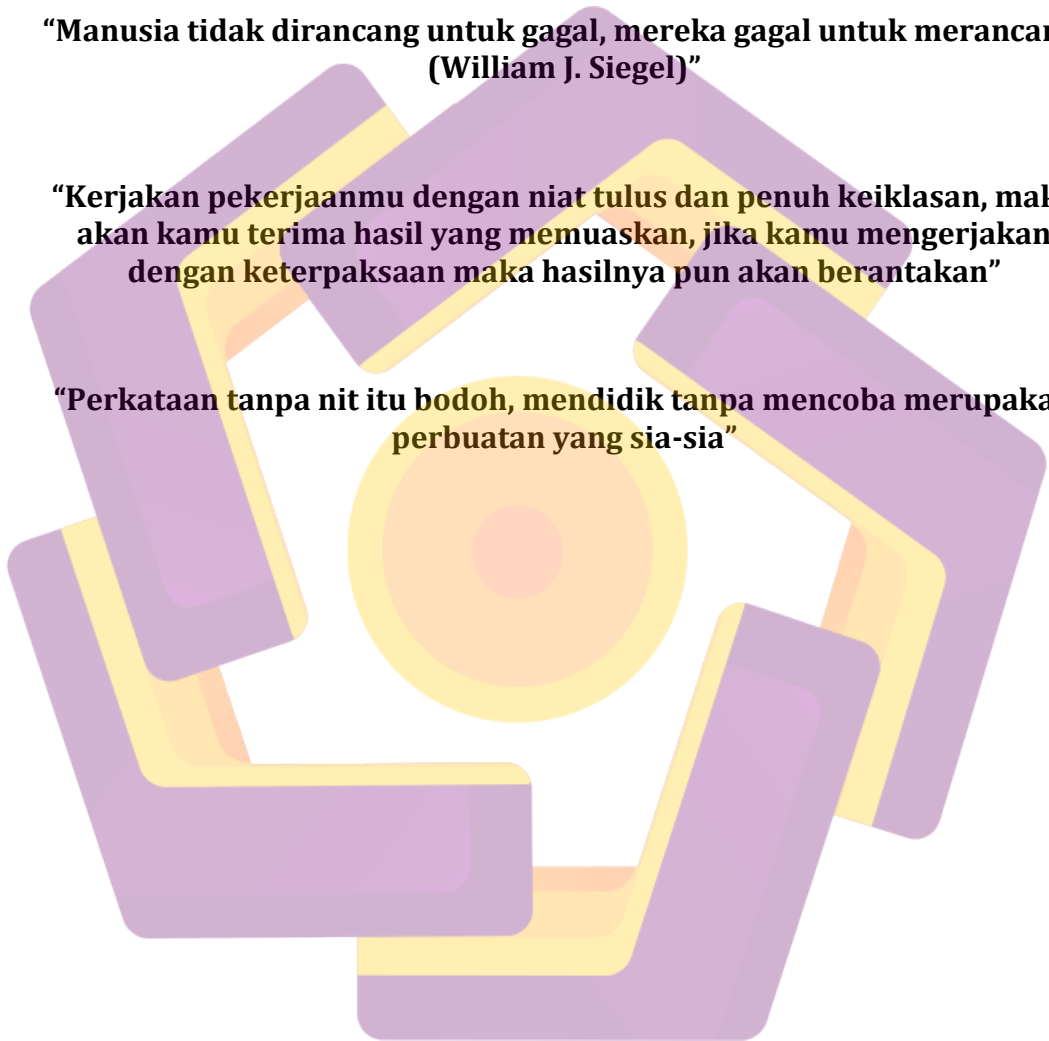 “Manusia tidak dirancang untuk gagal, mereka gagal untuk merancan
(William J. Siegel)”
“Kerjakan pekerjaanmu dengan niat tulus dan penuh keiklasan, mak
akan kamu terima hasil yang memuaskan, jika kamu mengerjakan
dengan keterpaksaan maka hasilnya pun akan berantakan”
“Perkataan tanpa nit itu bodoh, mendidik tanpa mencoba merupaka
perbuatan yang sia-sia”